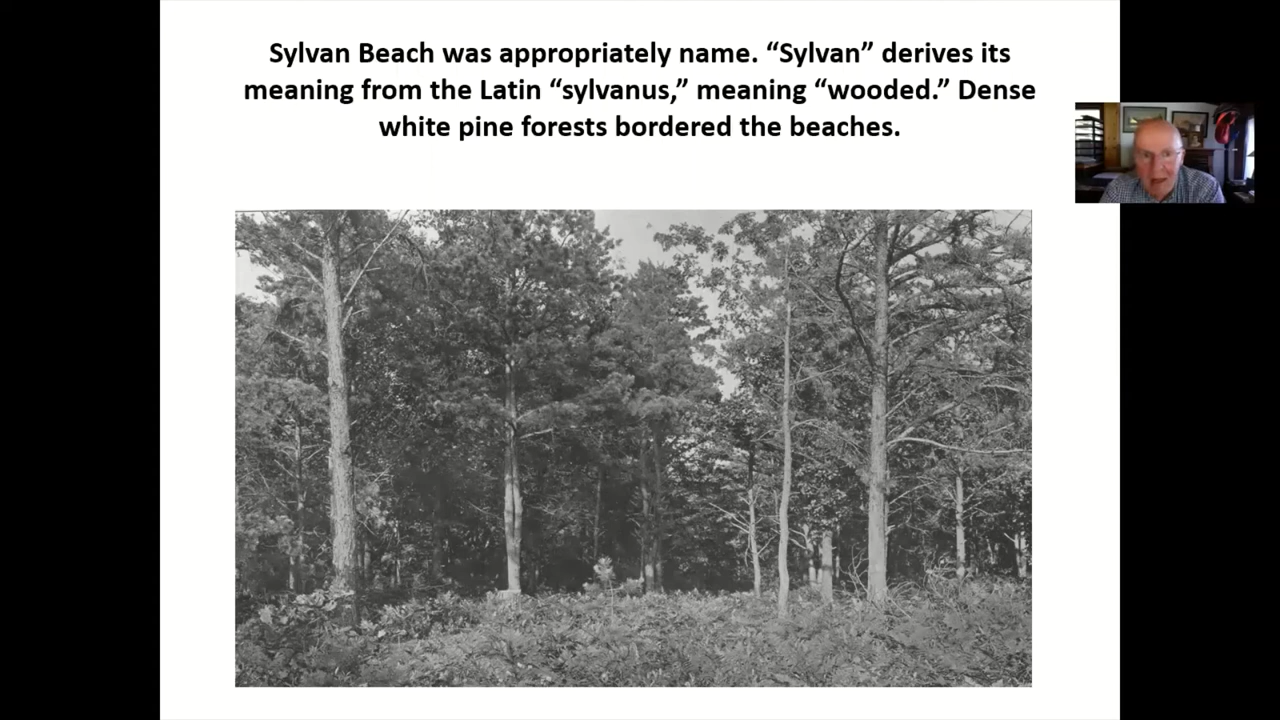 Sylvan Beach was appropriately name. “Sylvan” derives its
meaning from the Latin “sylvanus,” meaning “wooded.” Dense
white pine forests bordered the beaches.